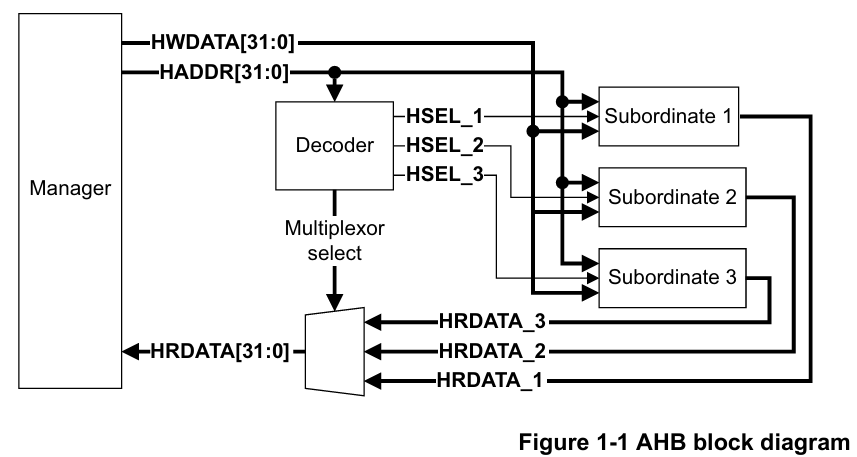 HWDATA[31:0]
HADDR[31:0]
Manager
Decoder
HSEL_1
HSEL_2
HSEL_3
Subordinate 1
Subordinate 2
Subordinate 3
Multiplexor
select
HRDATA_3
HRDATA[31:0]
HRDATA_2
HRDATA_1
Figure 1-1 AHB block diagram